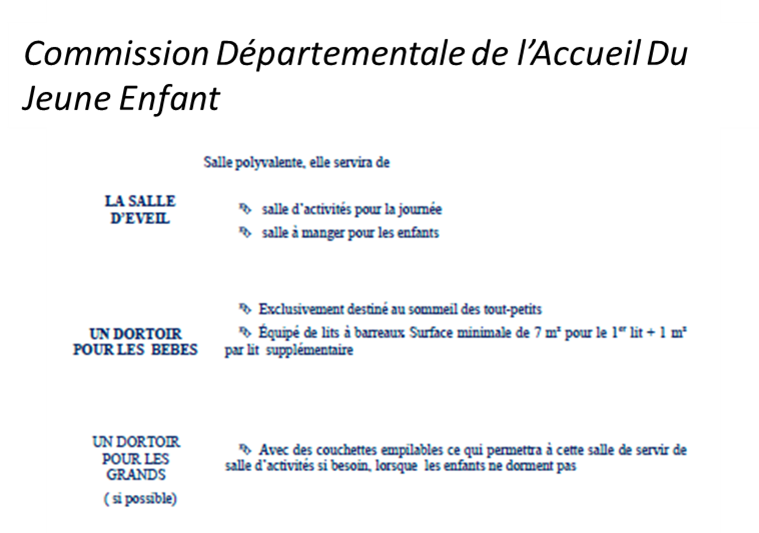 Commission Départementale de l’Accueil Du
Jeune Enfant
Salle polyvalente, elle servira de
LA SALLE
D’EVEIL
salle d’activités pour la journée
salle à manger pour les enfants
UN DORTOIR
POUR LES BEBES
Exclusivement destiné au sommeil des tout-petits
Équipé de lits à barreaux Surface minimale de 7 m² pour le 1er lit + 1 m²
par lit supplémentaire
UN DORTOIR
POUR LES
GRANDS
( si possible)
Avec des couchettes empilables ce qui permettra à cette salle de servir de
salle d’activités si besoin, lorsque les enfants ne dorment pas